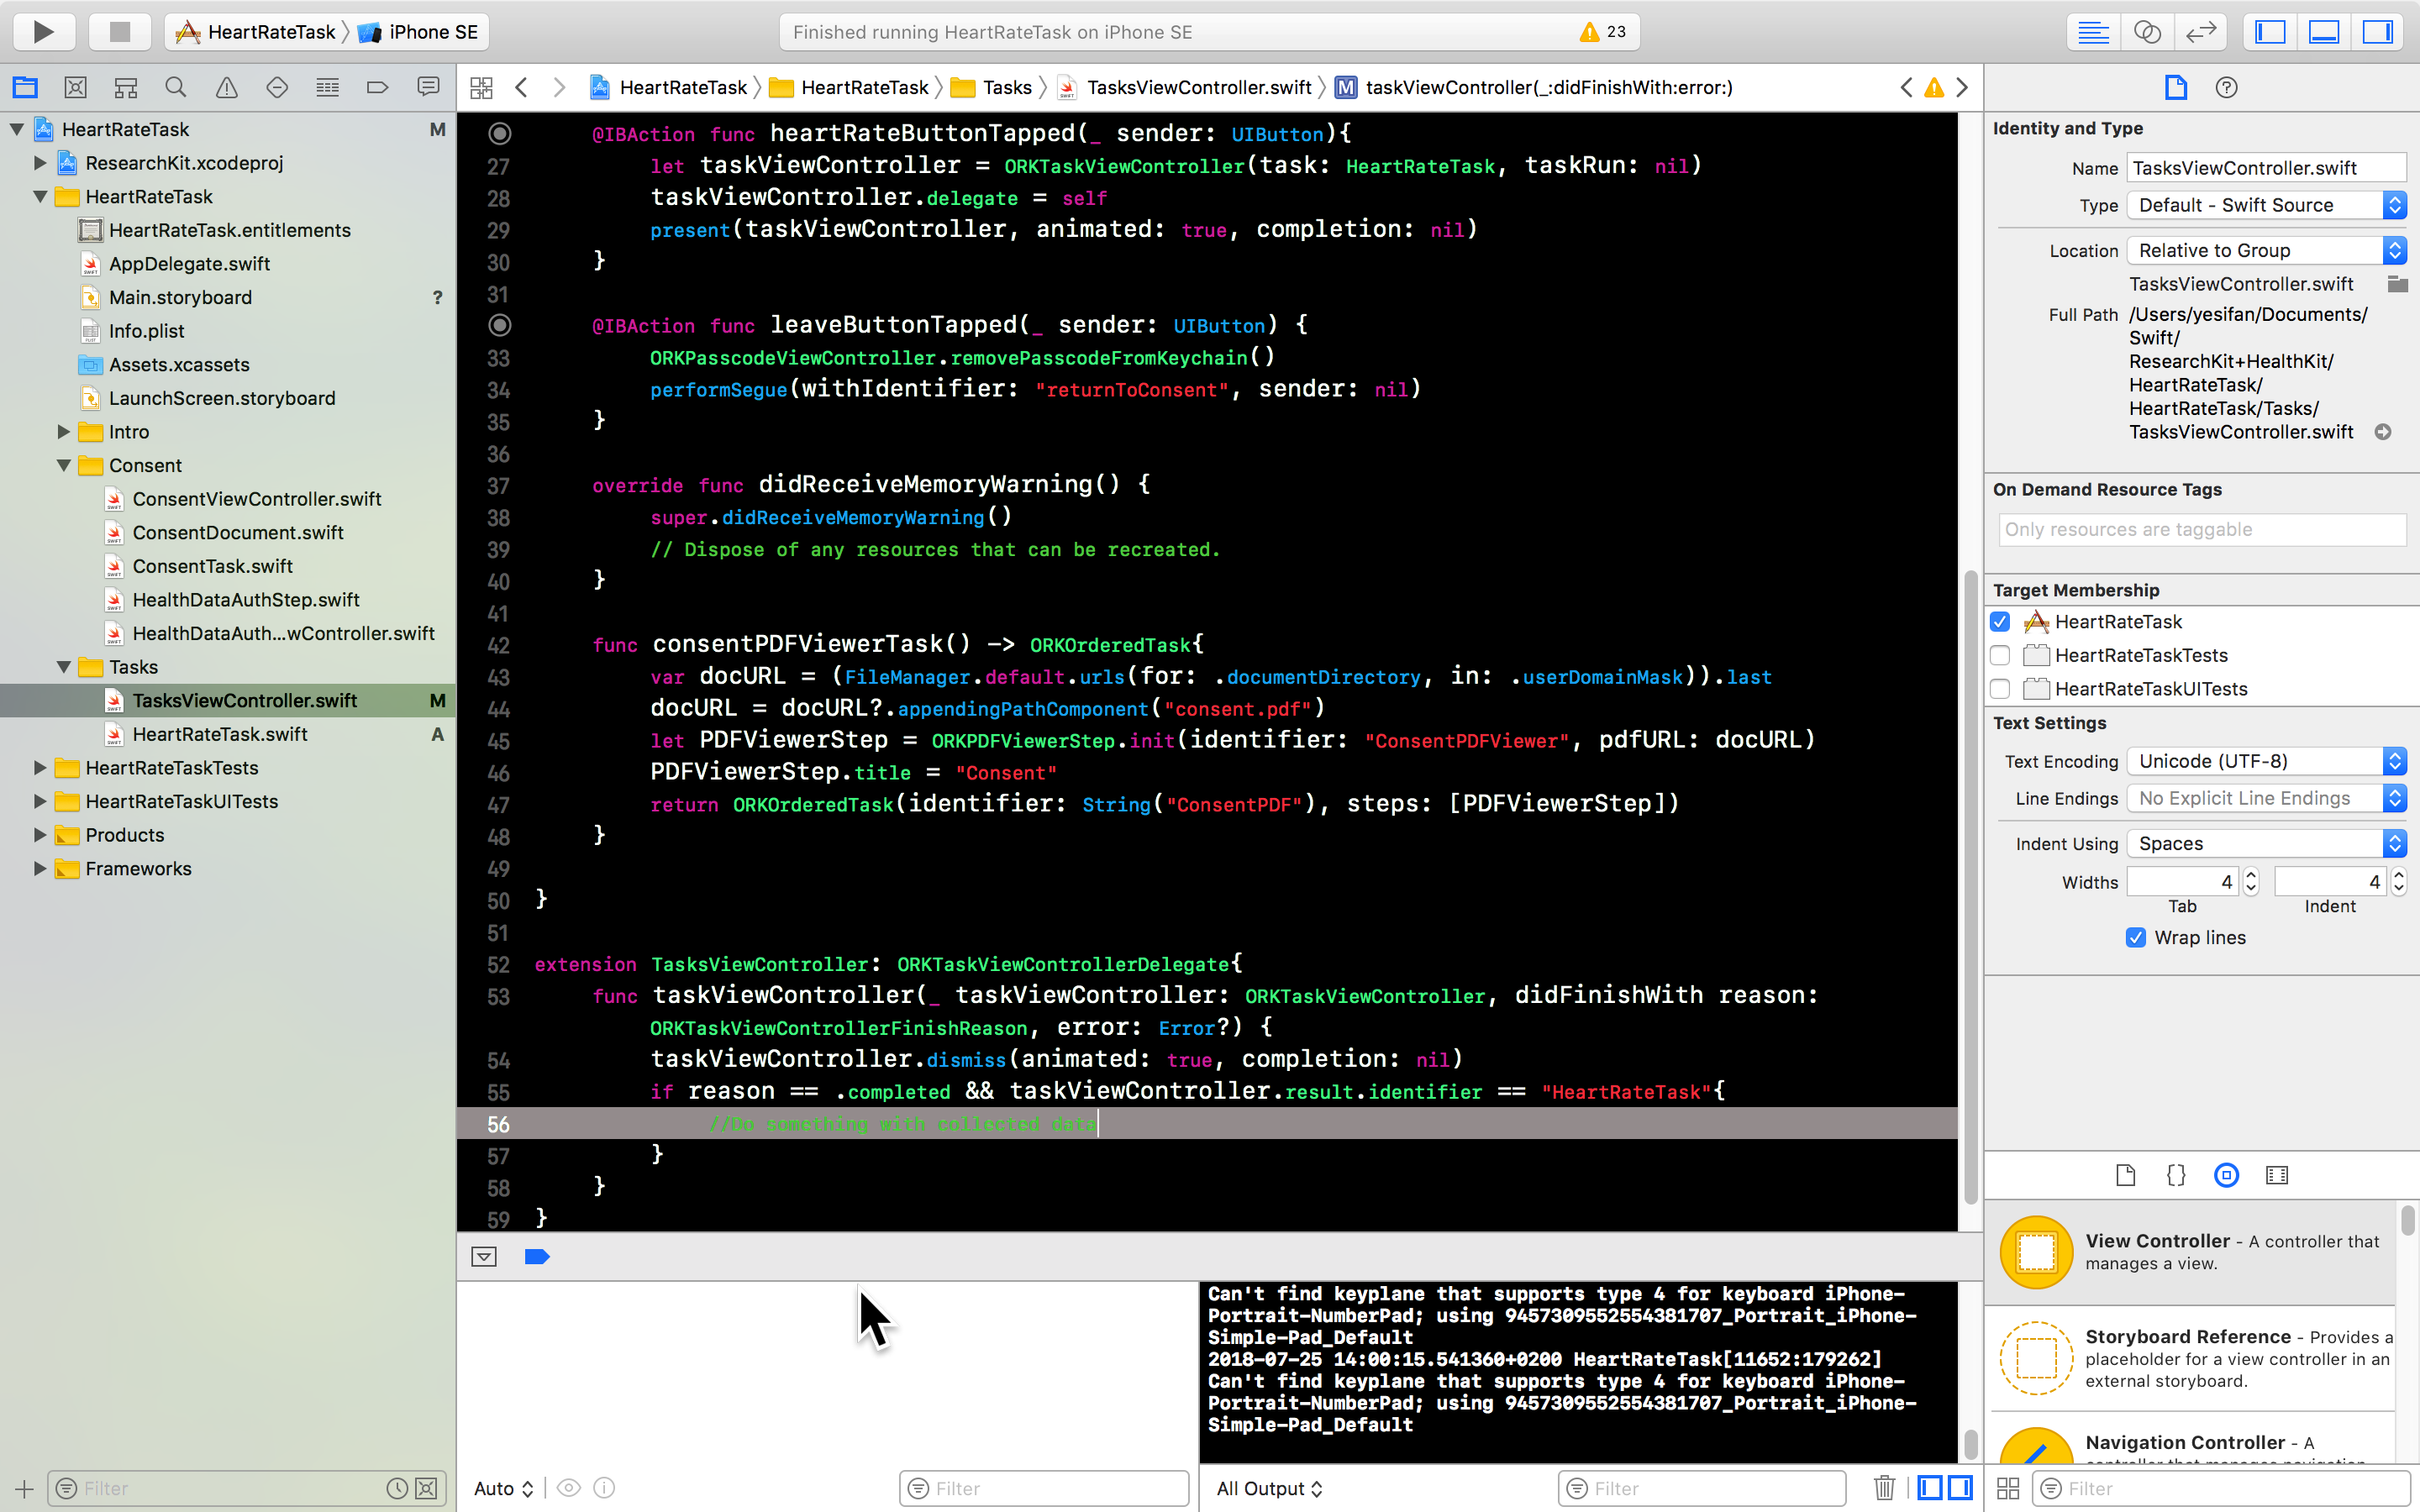 HeartRateTask
iPhone SE
Finished running HeartRateTask on iPhone SE
23
HeartRateTask HeartRateTask Tasks TasksViewController.swift M taskViewController(_:didFinishWith:error:)
HeartRateTask M
ResearchKit.xcodeproj
HeartRateTask
HeartRateTask.entitlements
AppDelegate.swift
Main.storyboard ?
Info.plist
Assets.xcassets
LaunchScreen.storyboard
Intro
Consent
ConsentViewController.swift
ConsentDocument.swift
ConsentTask.swift
HealthDataAuthStep.swift
HealthDataAuth...wController.swift
Tasks
TasksViewController.swift M
HeartRateTask.swift A
HeartRateTaskTests
HeartRateTaskUITests
Products
Frameworks
Filter
@IBAction func heartRateButtonTapped(_ sender: UIButton){
27 let taskViewController = ORKTaskViewController(task: HeartRateTask, taskRun: nil)
28 taskViewController.delegate = self
29 present(taskViewController, animated: true, completion: nil)
30 }
31
@IBAction func leaveButtonTapped(_ sender: UIButton) {
33 ORKPasscodeViewController.removePasscodeFromKeychain()
34 performSegue(withIdentifier: "returnToConsent", sender: nil)
35 }
36
37 override func didReceiveMemoryWarning() {
38 super.didReceiveMemoryWarning()
39 // Dispose of any resources that can be recreated.
40 }
41
42 func consentPDFViewerTask() -> ORKOrderedTask{
43 var docURL = (FileManager.default.urls(for: .documentDirectory, in: .userDomainMask)).last
44 docURL = docURL?.appendingPathComponent("consent.pdf")
45 let PDFViewerStep = ORKPDFViewerStep.init(identifier: "ConsentPDFViewer", pdfURL: docURL)
46 PDFViewerStep.title = "Consent"
47 return ORKOrderedTask(identifier: String("ConsentPDF"), steps: [PDFViewerStep])
48 }
49
50 }
51
52 extension TasksViewController: ORKTaskViewControllerDelegate{
53 func taskViewController(_ taskViewController: ORKTaskViewController, didFinishWith reason:
ORKTaskViewControllerFinishReason, error: Error?) {
54 taskViewController.dismiss(animated: true, completion: nil)
55 if reason == .completed && taskViewController.result.identifier == "HeartRateTask"{
56 //Do something with collected data
57 }
58 }
59 }
Auto
Filter
Can't find keyplane that supports type 4 for keyboard iPhone-
Portrait-NumberPad; using 9457309552554381707_Portrait_iPhone-
Simple-Pad_Default
2018-07-25 14:00:15.541360+0200 HeartRateTask[11652:179262]
Can't find keyplane that supports type 4 for keyboard iPhone-
Portrait-NumberPad; using 9457309552554381707_Portrait_iPhone-
Simple-Pad_Default
All Output
Filter
Identity and Type
Name TasksViewController.swift
Type Default - Swift Source
Location Relative to Group
TasksViewController.swift
Full Path /Users/yesifan/Documents/
Swift/
ResearchKit+HealthKit/
HeartRateTask/
HeartRateTask/Tasks/
TasksViewController.swift
On Demand Resource Tags
Only resources are taggable
Target Membership
HeartRateTask
HeartRateTaskTests
HeartRateTaskUITests
Text Settings
Text Encoding Unicode (UTF-8)
Line Endings No Explicit Line Endings
Indent Using Spaces
Widths 4 4
Tab Indent
Wrap lines
{}
View Controller - A controller that
manages a view.
Storyboard Reference - Provides a
placeholder for a view controller in an
external storyboard.
Navigation Controller - A
controller that manages navigation
Filter